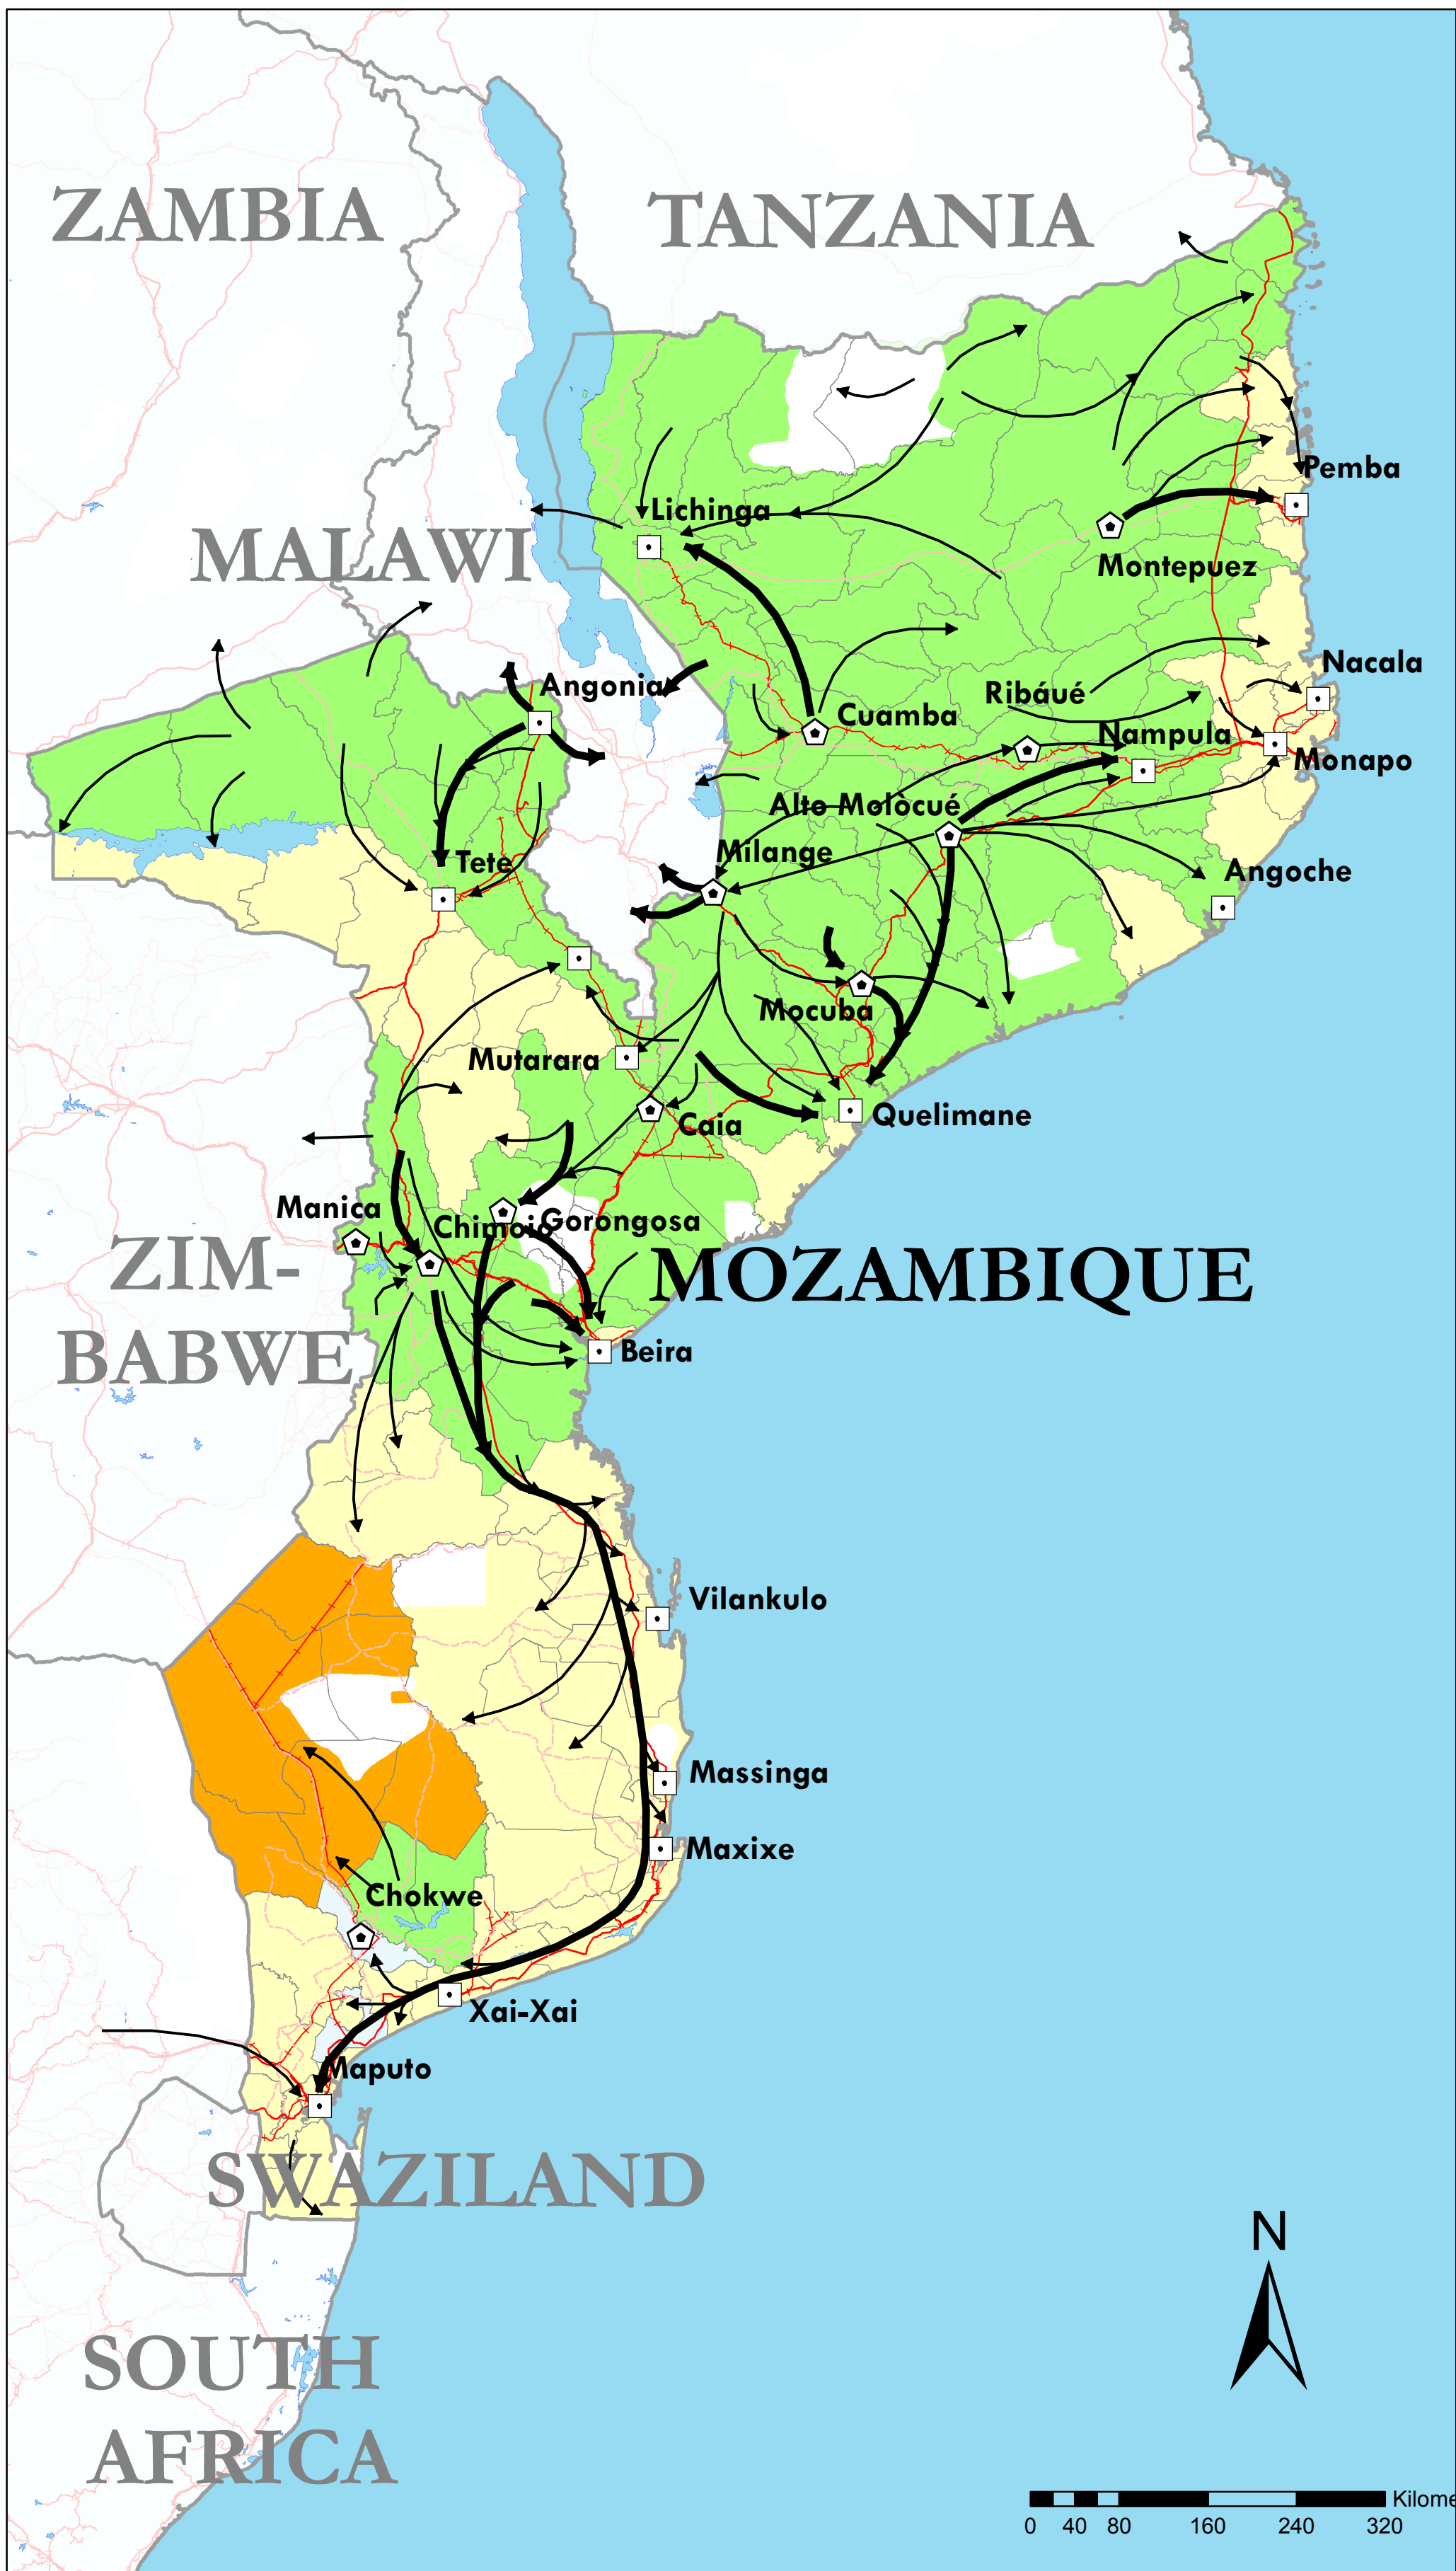 ZAMBIA
TANZANIA
Pemba
Lichinga
MALAWI
Montepuez
Nacala
Angonia
Ribáué
Cuamba
Nampula
Monapo
Alto Molòcué
Milange
Tete
Angoche
Mocuba
Mutarara
Quelimane
Caia
Manica
Chimoio
Gorongosa
ZIM-
BABWE
MOZAMBIQUE
Beira
Vilankulo
Massinga
Maxixe
Chokwe
Xai-Xai
Maputo
SWAZILAND
N
SOUTH
AFRICA
Kilome
0 40 80 160 240 320